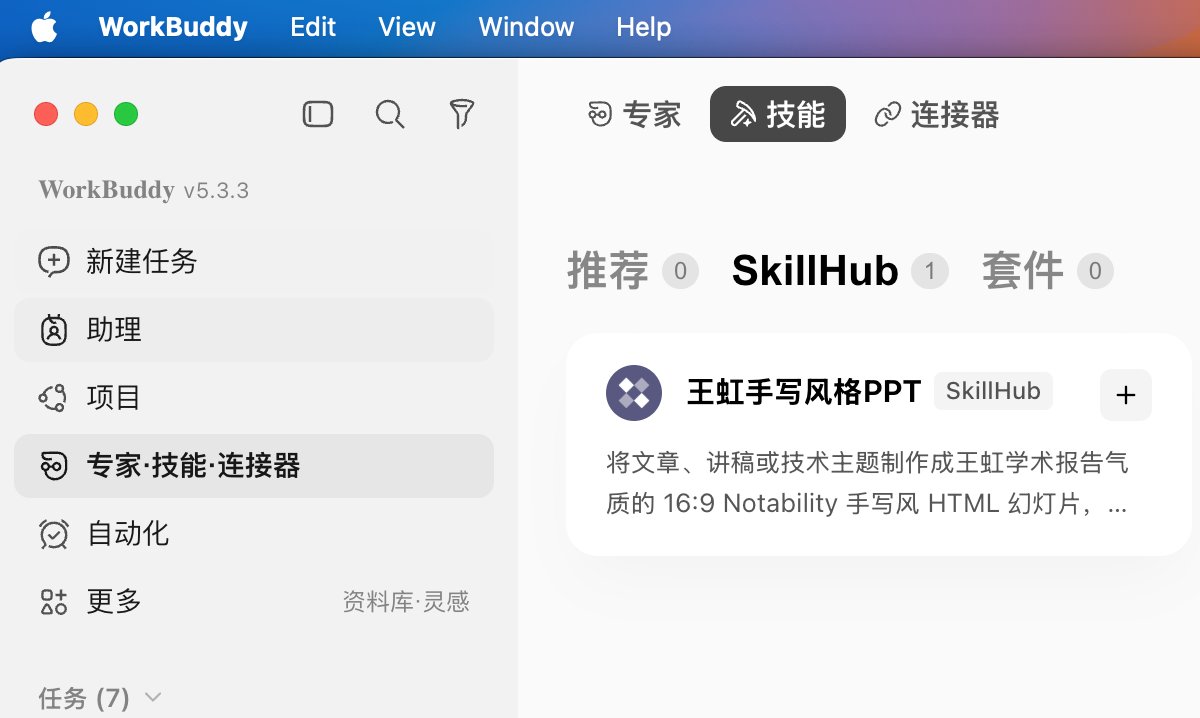 WorkBuddy Edit View Window Help
专家 技能 连接器
WorkBuddy v5.3.3
新建任务
助理
项目
专家·技能·连接器
自动化
更多 资料库·灵感
任务 (7)
推荐 0 SkillHub 1 套件 0
王虹手写风格PPT SkillHub +
将文章、讲稿或技术主题制作成王虹学术报告气
质的 16:9 Notability 手写风 HTML 幻灯片，...